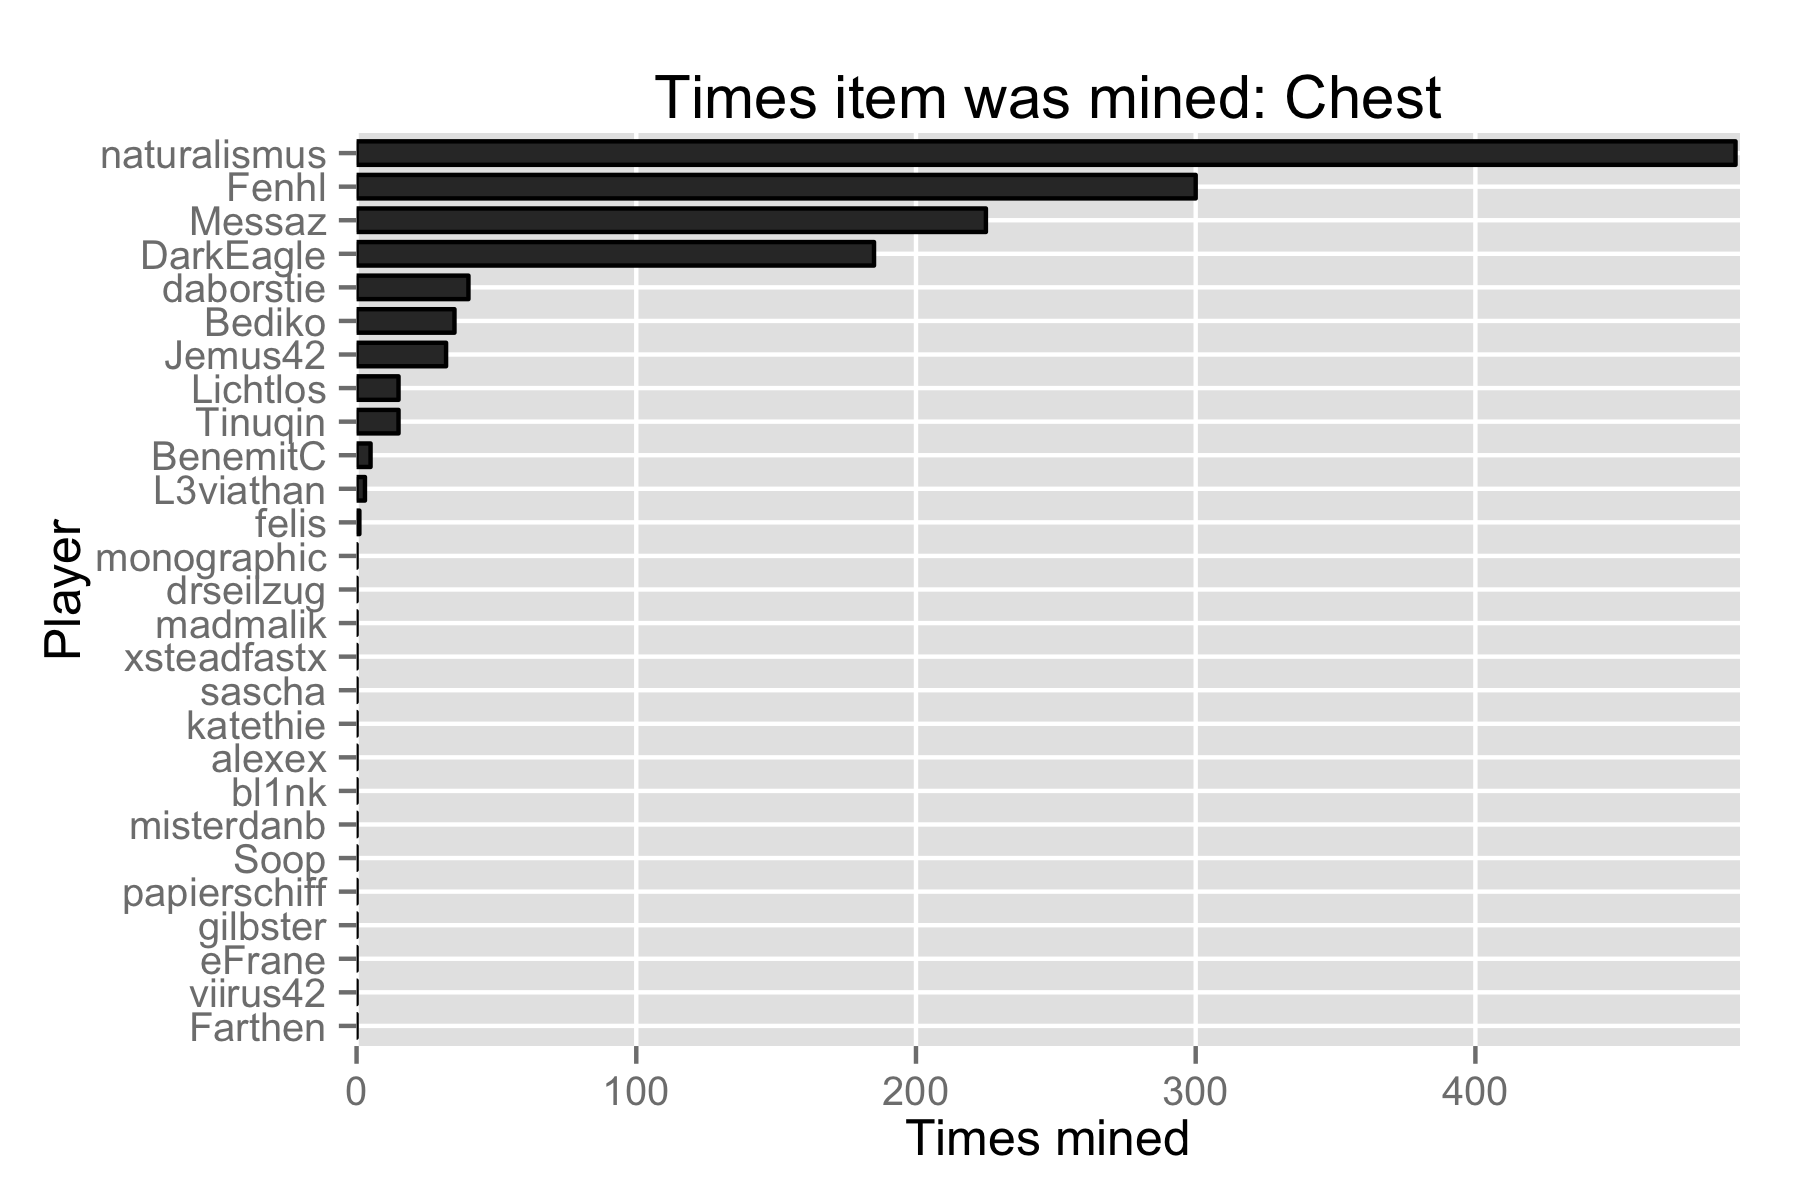 Times item was mined: Chest
naturalismus
Fenhl
Messaz
DarkEagle
daborstie
Bediko
Jemus42
Lichtlos
Tinuqin
BenemitC
L3viathan
felis
monographic
drseilzug
madmalik
xsteadfastx
sascha
katethie
alexex
bl1nk
misterdanb
Soop
papierschiff
gilbster
eFrane
viirus42
Farthen
Player
0 100 200 300 400
Times mined